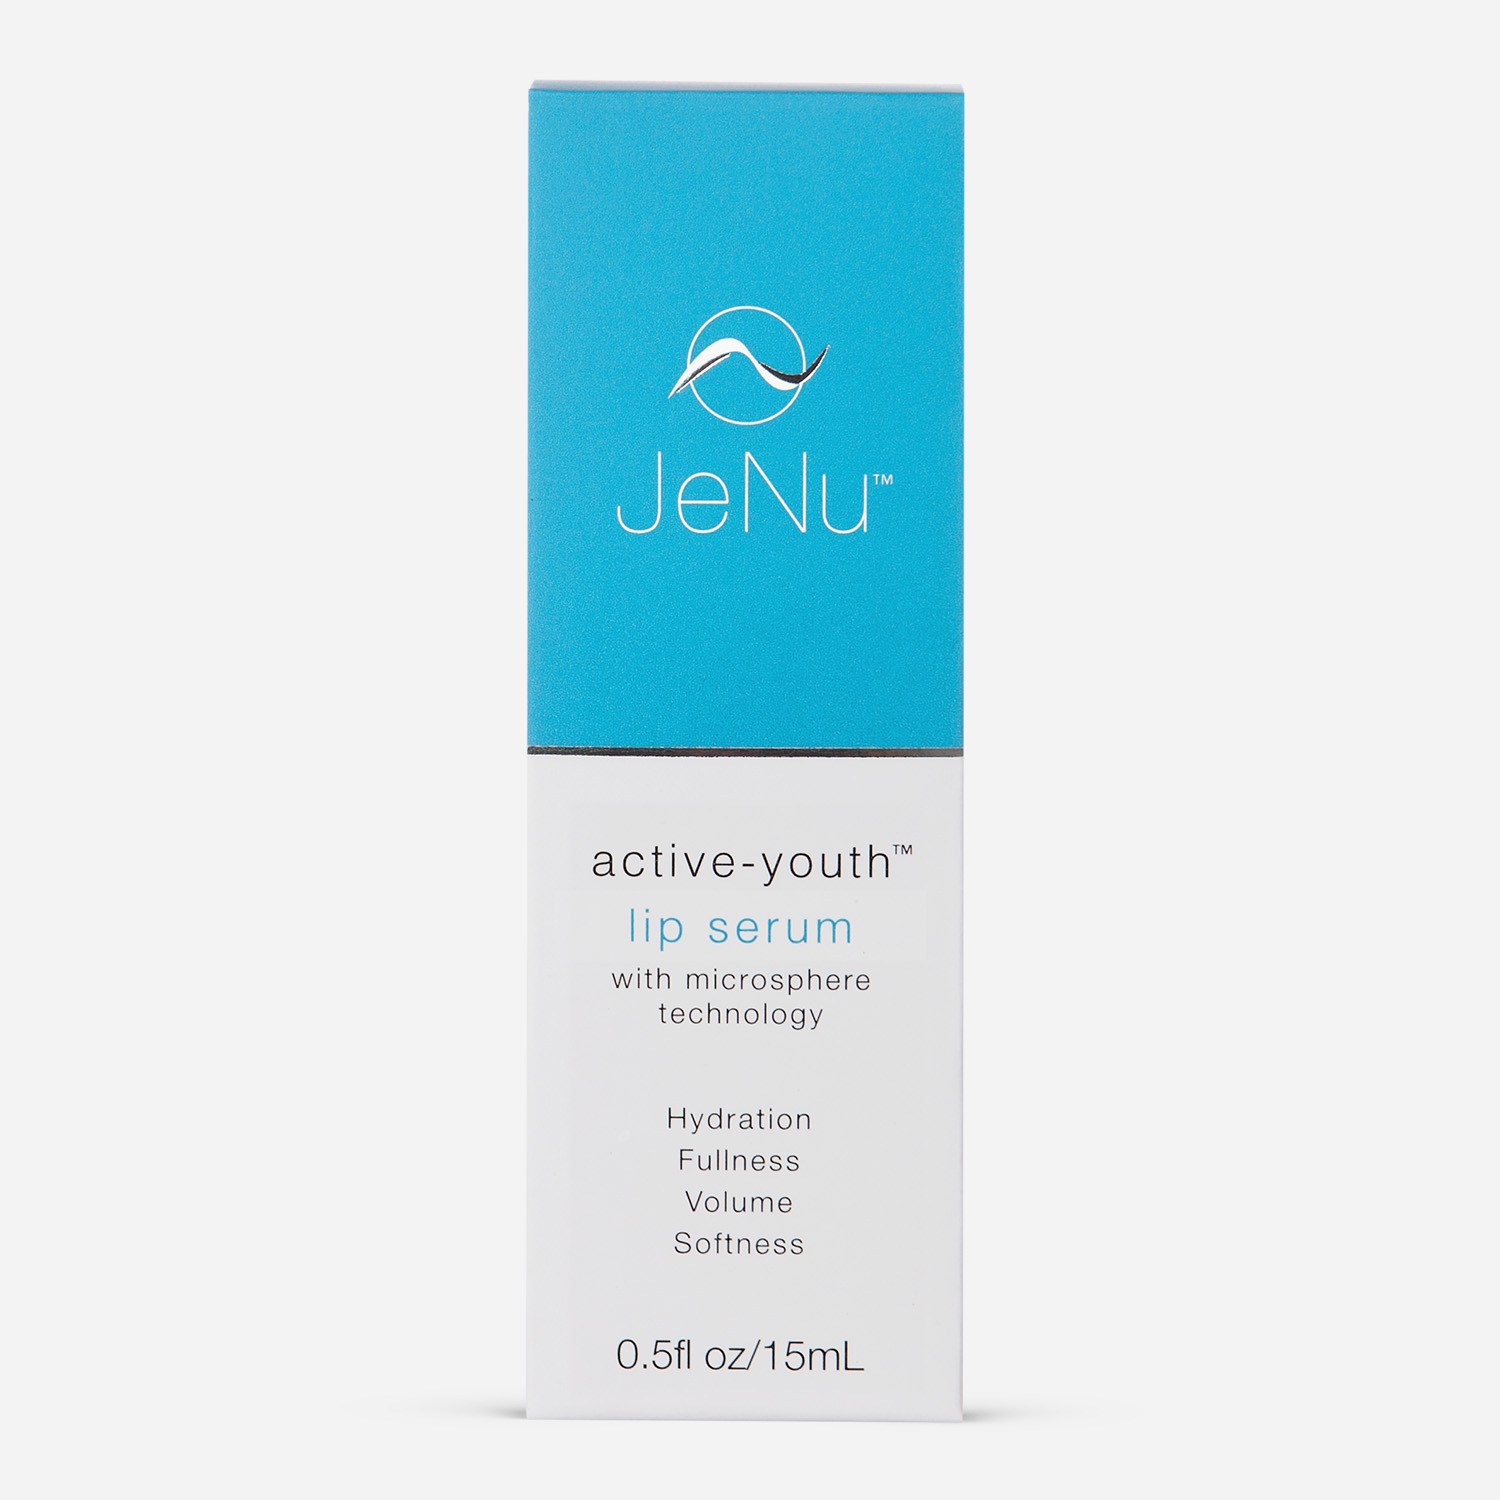 JeNu™
active-youth™
lip serum
with microsphere
technology
Hydration
Fullness
Volume
Softness
0.5fl oz/15mL